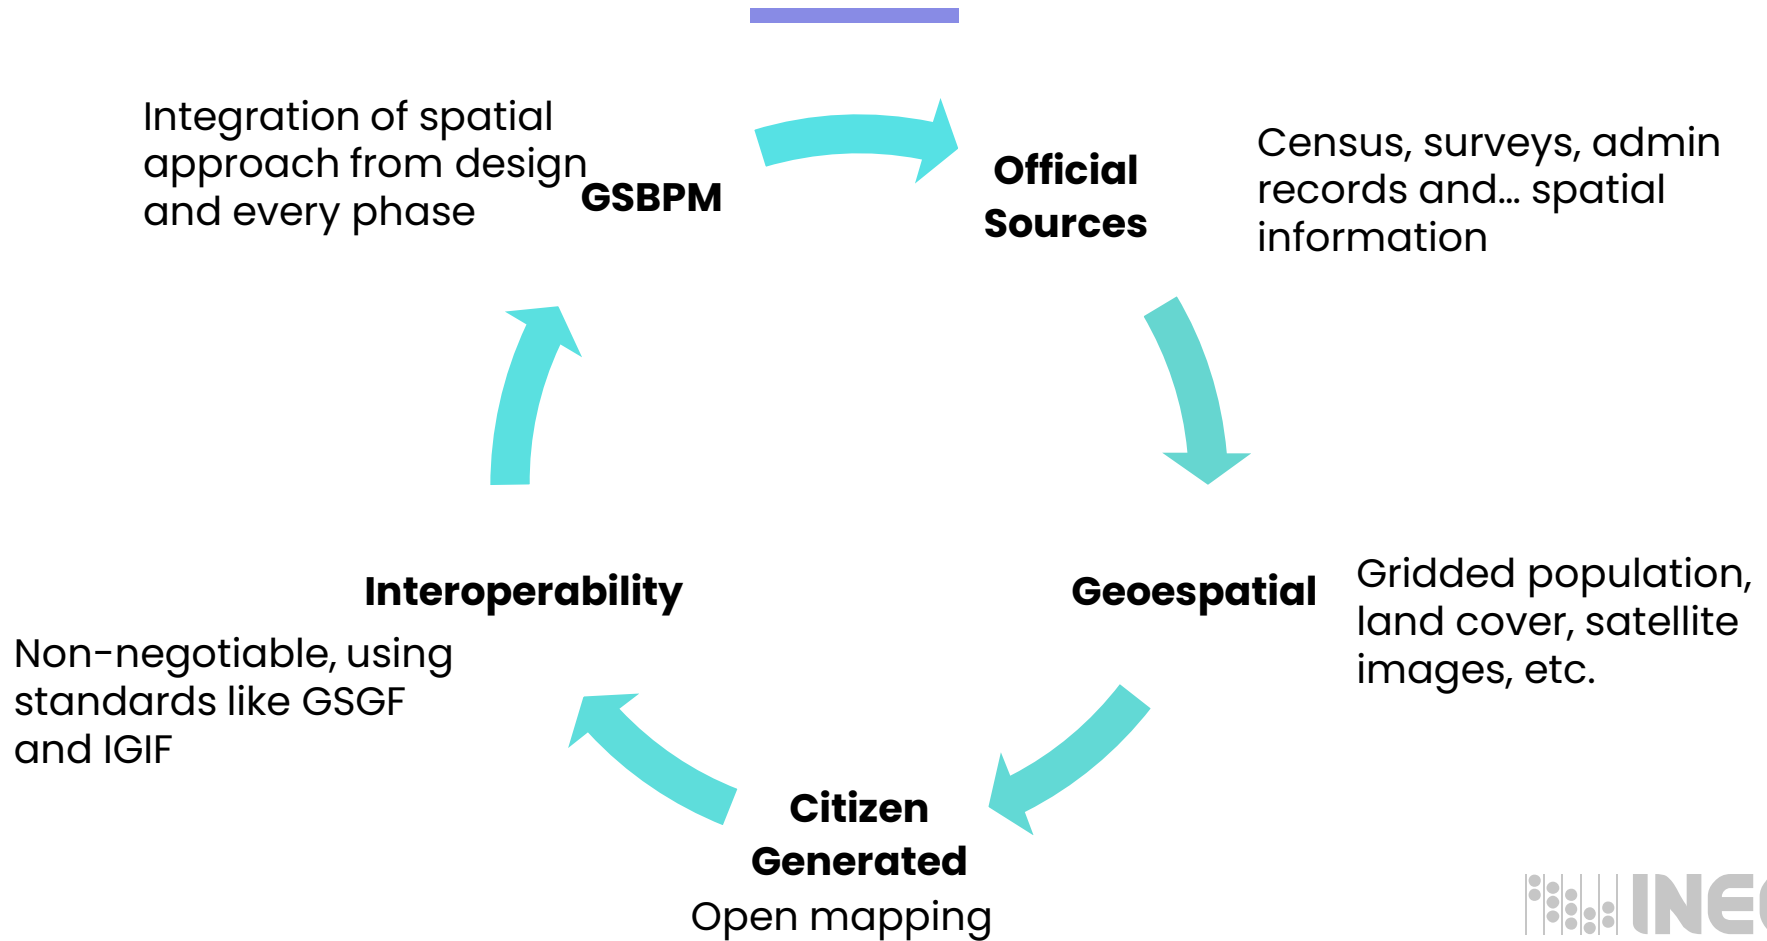 Integration of spatial
approach from design
and every phase
GSBPM
Official
Sources
Census, surveys, admin
records and... spatial
information
Geoespatial
Gridded population,
land cover, satellite
images, etc.
Citizen
Generated
Open mapping
Interoperability
Non-negotiable, using
standards like GSGF
and IGIF